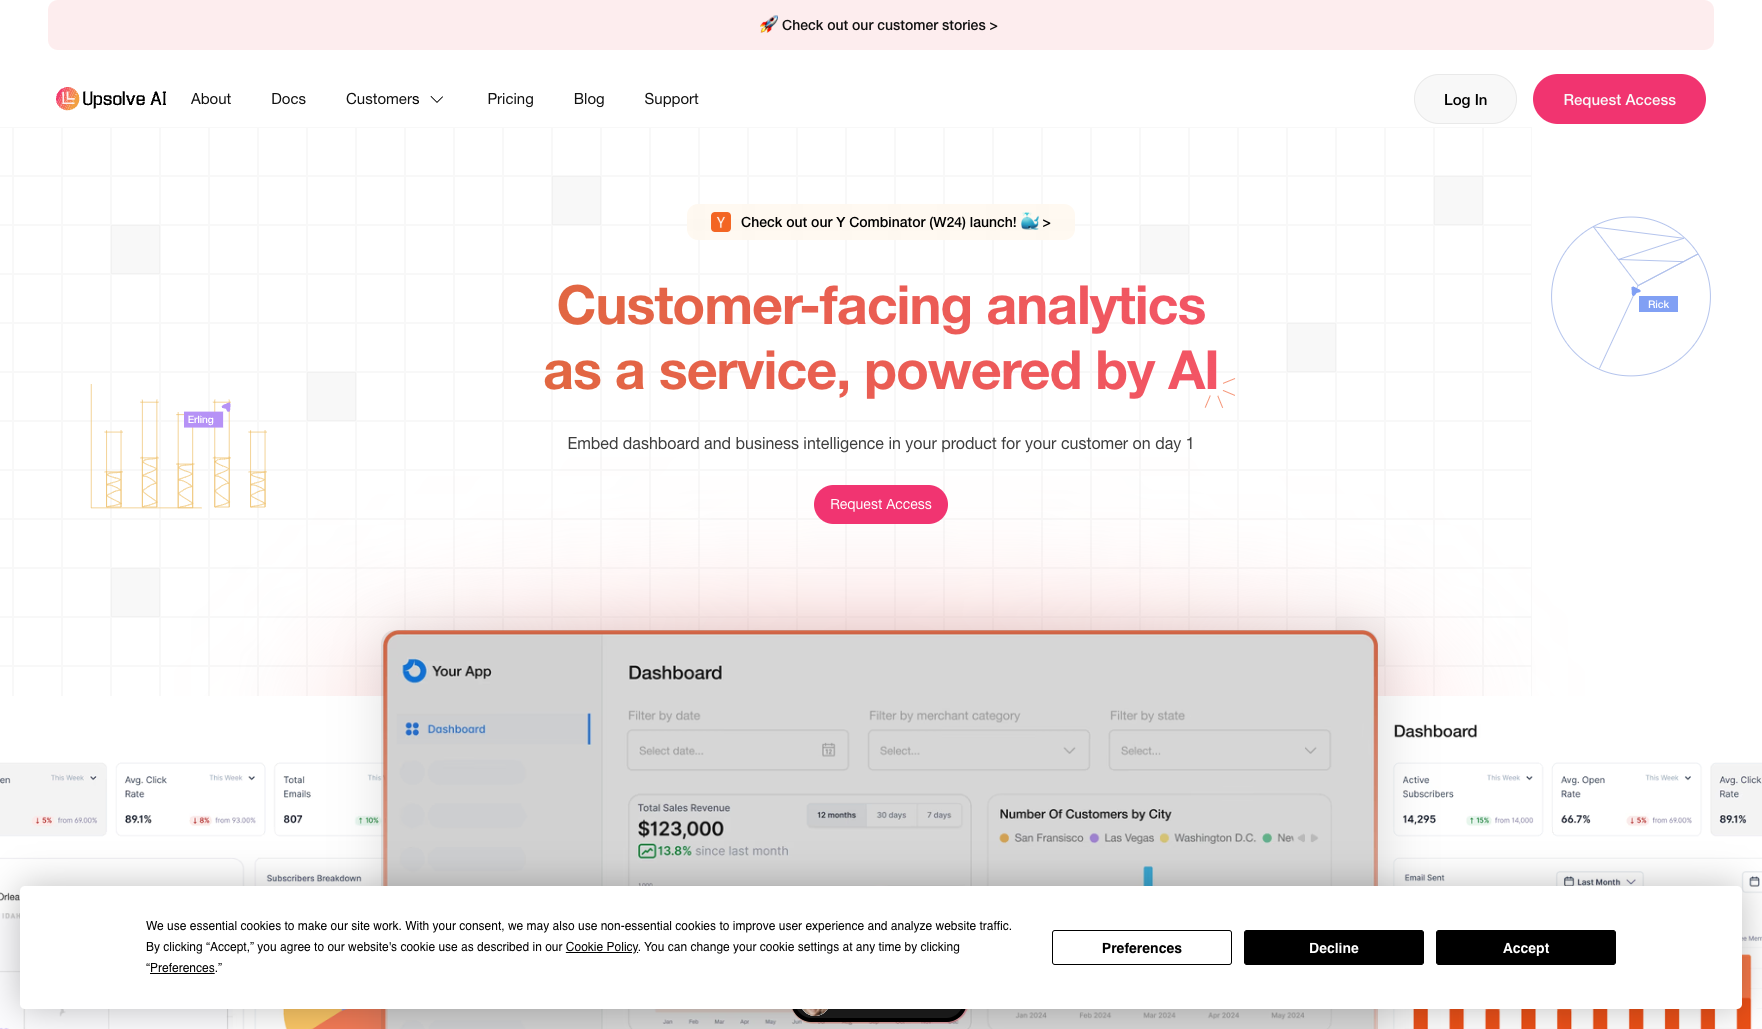 🚀 Check out our customer stories >
Upsolve AI
About
Docs
Customers
Pricing
Blog
Support
Log In
Request Access
Y Check out our Y Combinator (W24) launch! 🐳 >
Customer-facing analytics
as a service, powered by AI
Embed dashboard and business intelligence in your product for your customer on day 1
Request Access
Erling
Rick
Your App
Dashboard
Dashboard
Filter by date
Filter by merchant category
Filter by state
Select date...
12
Select...
Select...
Total Sales Revenue
$123,000
13.8% since last month
12 months
30 days
7 days
Number Of Customers by City
San Fransisco
Las Vegas
Washington D.C.
This Week
5% from 69.00%
Avg. Click
Rate
This Week
89.1%
8% from 93.00%
Total
Emails
807
10%
Subscribers Breakdown
Dashboard
Active
Subscribers
This Week
14,295
15% from 14,000
Avg. Open
Rate
This Week
66.7%
5% from 69.00%
Avg. Click
Rate
89.1%
Email Sent
Last Month
We use essential cookies to make our site work. With your consent, we may also use non-essential cookies to improve user experience and analyze website traffic.
By clicking “Accept,” you agree to our website's cookie use as described in our Cookie Policy. You can change your cookie settings at any time by clicking
“Preferences.”
Preferences
Decline
Accept
Jan Feb Mar Apr May
Jan 2024 Feb 2024 Mar 2024 Apr 2024 May 2024